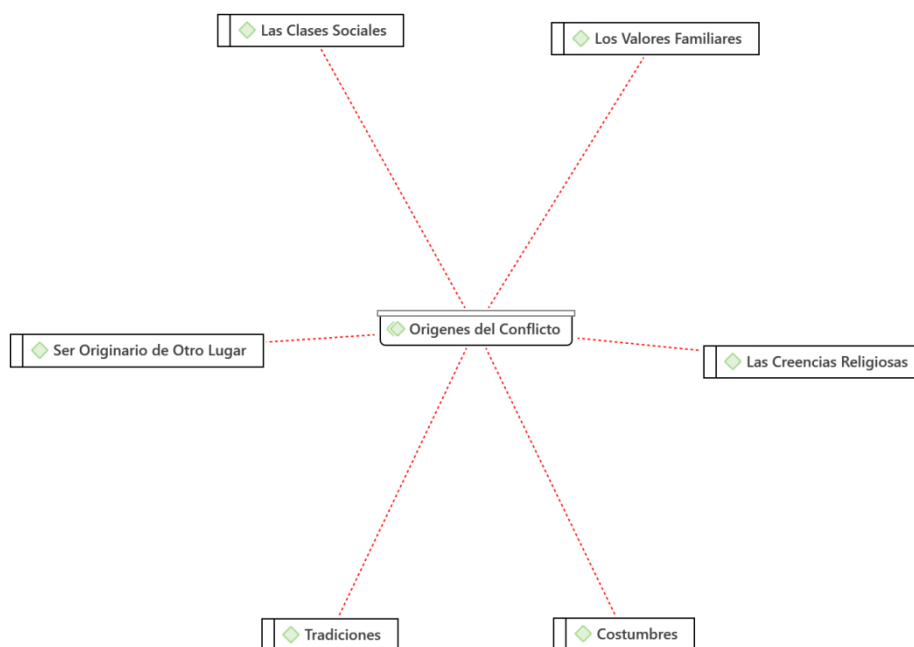 Las Clases Sociales
Los Valores Familiares
Origenes del Conflicto
Ser Originario de Otro Lugar
Las Creencias Religiosas
Tradiciones
Costumbres